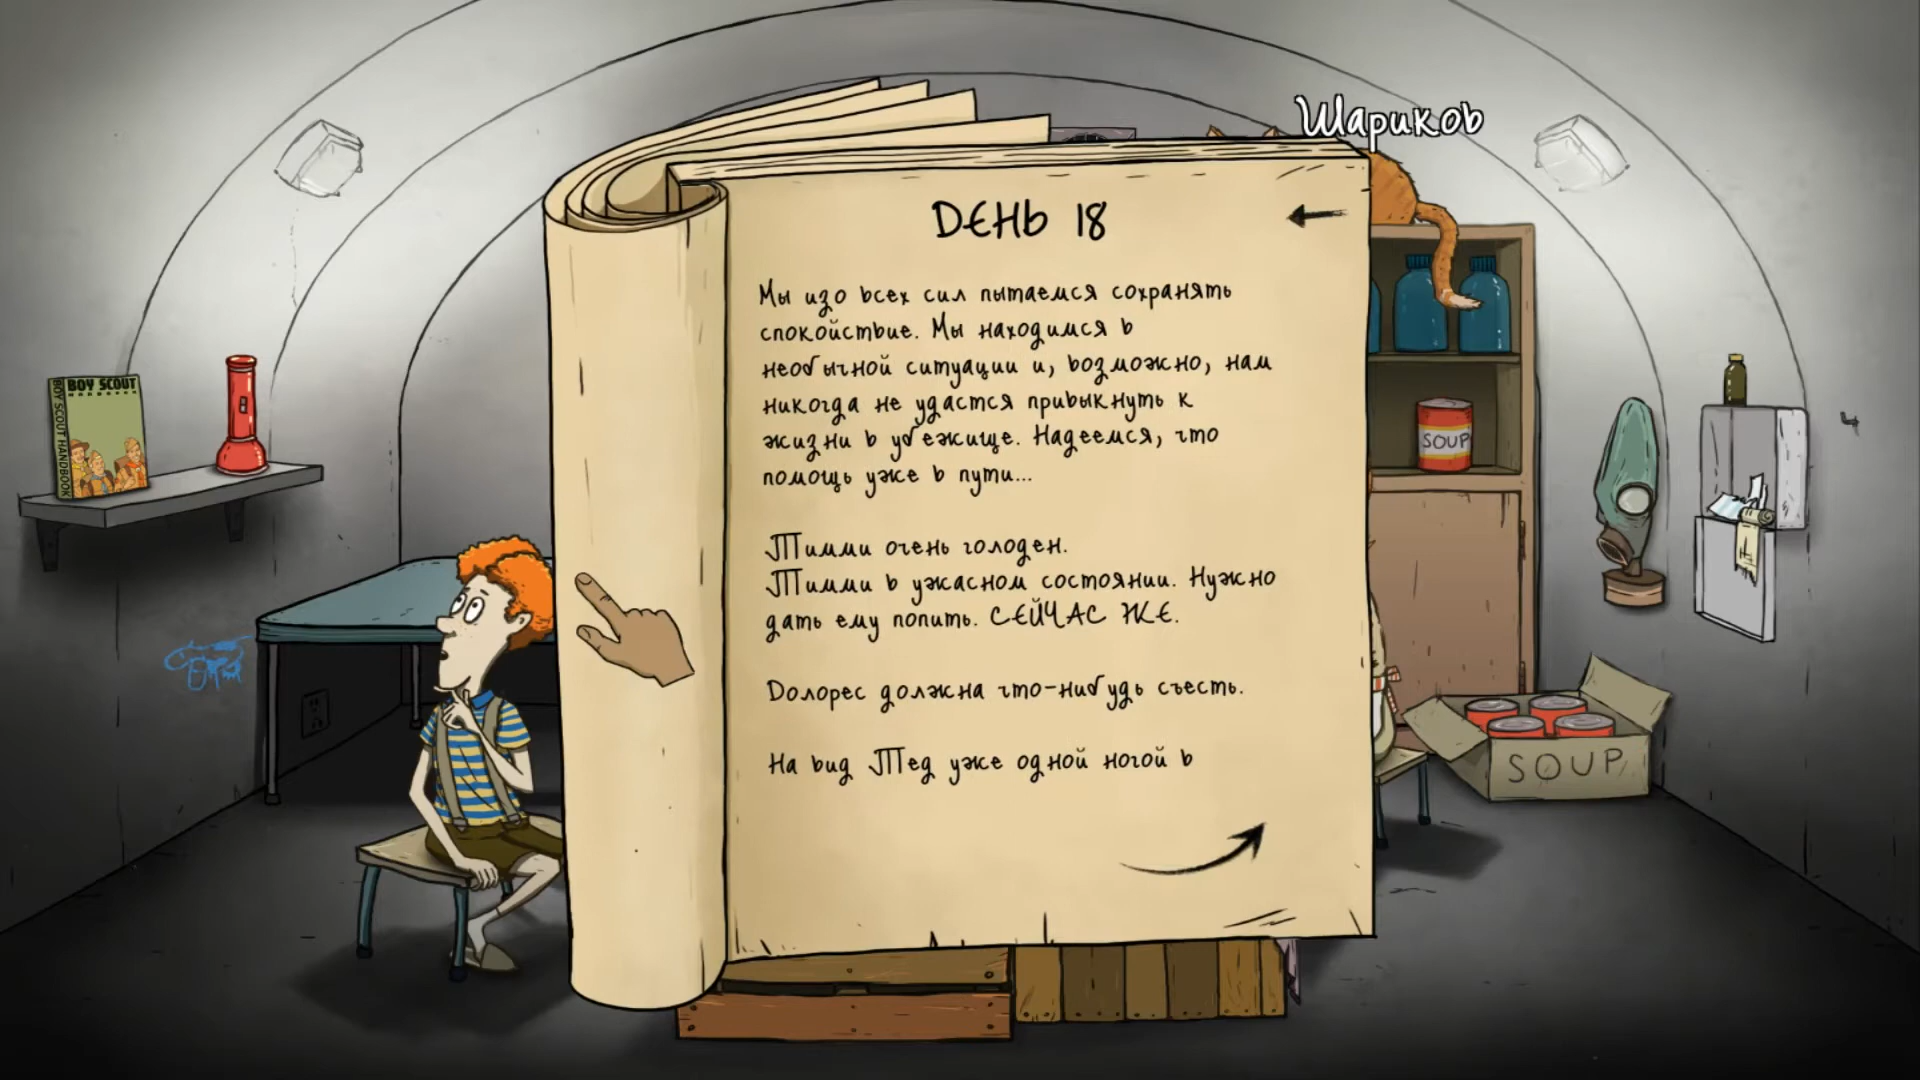 Шариков
ДЕНЬ 18
Мы изо всех сил пытаемся сохранять
спокойствие. Мы находимся в
необычной ситуации и, возможно, нам
никогда не удастся привыкнуть к
жизни в убежище. Надеемся, что
помощь уже в пути...
Тимми очень голоден.
Тимми в ужасном состоянии. Нужно
дать ему попить. СЕЙЧАС ЖЕ.
Долорес должна что-нибудь съесть.
На вид Тед уже одной ногой в
BOY SCOUT
BOY SCOUT HANDBOOK
SOUP
SOUP